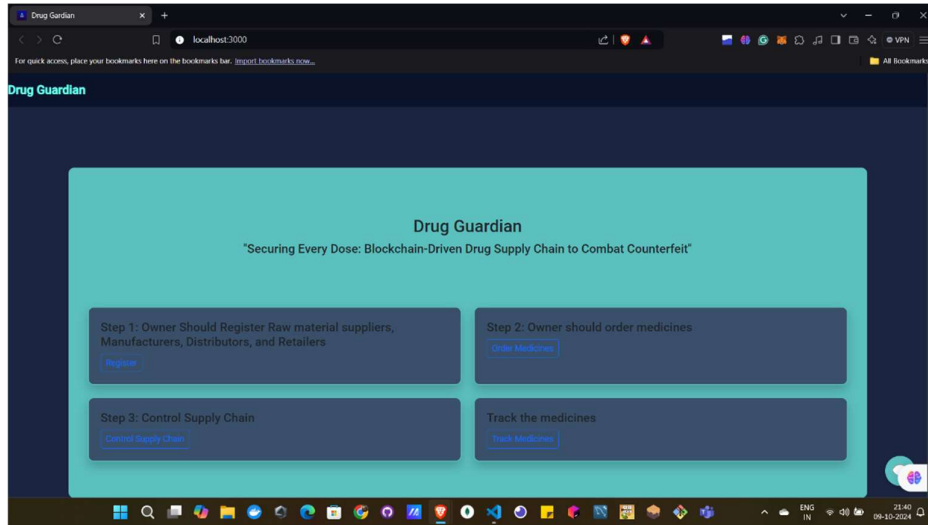 Drug Gardian
localhost:3000
VPN
For quick access, place your bookmarks here on the bookmarks bar. Import bookmarks now...
All Bookmarks
Drug Guardian
Drug Guardian
"Securing Every Dose: Blockchain-Driven Drug Supply Chain to Combat Counterfeit"
Step 1: Owner Should Register Raw material suppliers,
Manufacturers, Distributors, and Retailers
Register
Step 2: Owner should order medicines
Order Medicines
Step 3: Control Supply Chain
Control Supply Chain
Track the medicines
Track Medicines
ENG
IN
21:40
09-10-2024